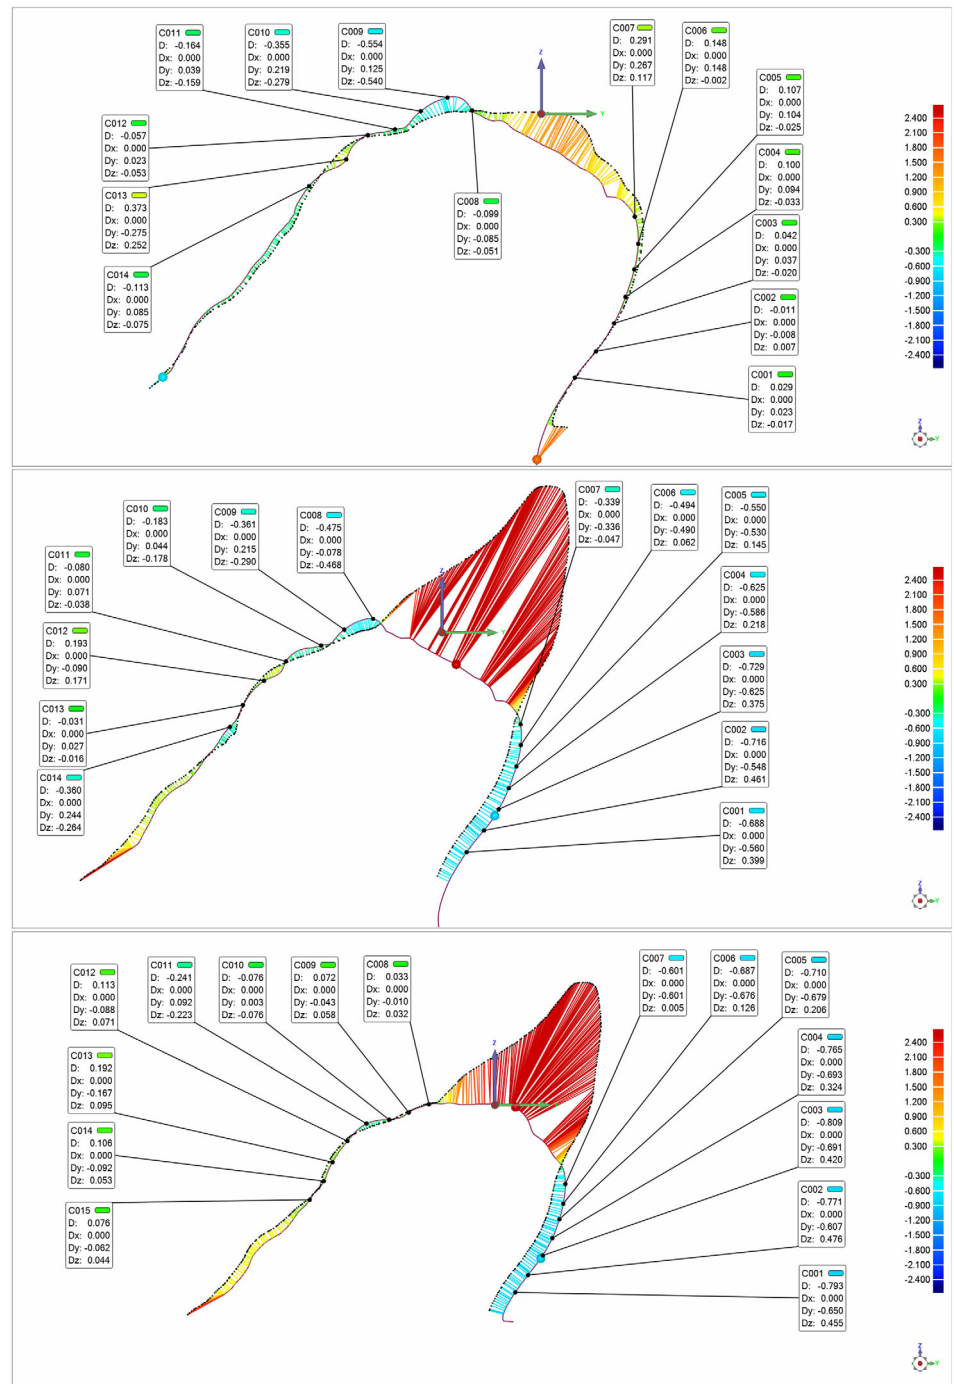 C011
D: -0.164
Dx: 0.000
Dy: 0.039
Dz: -0.159
C010
D: -0.355
Dx: 0.000
Dy: 0.219
Dz: -0.279
C009
D: -0.554
Dx: 0.000
Dy: 0.125
Dz: -0.540
C007
D: 0.291
Dx: 0.000
Dy: 0.267
Dz: 0.117
C006
D: 0.148
Dx: 0.000
Dy: 0.148
Dz: -0.002
C005
D: 0.107
Dx: 0.000
Dy: 0.104
Dz: -0.025
C012
D: -0.057
Dx: 0.000
Dy: 0.023
Dz: -0.053
C004
D: 0.100
Dx: 0.000
Dy: 0.094
Dz: -0.033
C013
D: 0.373
Dx: 0.000
Dy: -0.275
Dz: 0.252
C008
D: -0.099
Dx: 0.000
Dy: -0.085
Dz: -0.051
C003
D: 0.042
Dx: 0.000
Dy: 0.037
Dz: -0.020
C014
D: -0.113
Dx: 0.000
Dy: 0.085
Dz: -0.075
C002
D: -0.011
Dx: 0.000
Dy: -0.008
Dz: 0.007
C001
D: 0.029
Dx: 0.000
Dy: 0.023
Dz: -0.017
Z
Y
2.400
2.100
1.800
1.500
1.200
0.900
0.600
0.300
-0.300
-0.600
-0.900
-1.200
-1.500
-1.800
-2.100
-2.400
Z
Y
C010
D: -0.183
Dx: 0.000
Dy: 0.044
Dz: -0.178
C009
D: -0.361
Dx: 0.000
Dy: 0.215
Dz: -0.290
C008
D: -0.475
Dx: 0.000
Dy: -0.078
Dz: -0.468
C007
D: -0.339
Dx: 0.000
Dy: -0.336
Dz: -0.047
C006
D: -0.494
Dx: 0.000
Dy: -0.490
Dz: 0.062
C005
D: -0.550
Dx: 0.000
Dy: -0.530
Dz: 0.145
C011
D: -0.080
Dx: 0.000
Dy: 0.071
Dz: -0.038
C004
D: -0.625
Dx: 0.000
Dy: -0.586
Dz: 0.218
C012
D: 0.193
Dx: 0.000
Dy: -0.090
Dz: 0.171
C003
D: -0.729
Dx: 0.000
Dy: -0.625
Dz: 0.375
C013
D: -0.031
Dx: 0.000
Dy: 0.027
Dz: -0.016
C002
D: -0.716
Dx: 0.000
Dy: -0.548
Dz: 0.461
C014
D: -0.360
Dx: 0.000
Dy: 0.244
Dz: -0.264
C001
D: -0.688
Dx: 0.000
Dy: -0.560
Dz: 0.399
Z
Y
2.400
2.100
1.800
1.500
1.200
0.900
0.600
0.300
-0.300
-0.600
-0.900
-1.200
-1.500
-1.800
-2.100
-2.400
Z
Y
C012
D: 0.113
Dx: 0.000
Dy: -0.088
Dz: 0.071
C011
D: -0.241
Dx: 0.000
Dy: 0.092
Dz: -0.223
C010
D: -0.076
Dx: 0.000
Dy: 0.003
Dz: -0.076
C009
D: 0.072
Dx: 0.000
Dy: -0.043
Dz: 0.058
C008
D: 0.033
Dx: 0.000
Dy: -0.010
Dz: 0.032
C007
D: -0.601
Dx: 0.000
Dy: -0.601
Dz: 0.005
C006
D: -0.687
Dx: 0.000
Dy: -0.676
Dz: 0.126
C005
D: -0.710
Dx: 0.000
Dy: -0.679
Dz: 0.206
C004
D: -0.765
Dx: 0.000
Dy: -0.693
Dz: 0.324
C013
D: 0.192
Dx: 0.000
Dy: -0.167
Dz: 0.095
C003
D: -0.809
Dx: 0.000
Dy: -0.691
Dz: 0.420
C014
D: 0.106
Dx: 0.000
Dy: -0.092
Dz: 0.053
C002
D: -0.771
Dx: 0.000
Dy: -0.607
Dz: 0.476
C015
D: 0.076
Dx: 0.000
Dy: -0.062
Dz: 0.044
C001
D: -0.793
Dx: 0.000
Dy: -0.650
Dz: 0.455
Z
2.400
2.100
1.800
1.500
1.200
0.900
0.600
0.300
-0.300
-0.600
-0.900
-1.200
-1.500
-1.800
-2.100
-2.400
Z
Y